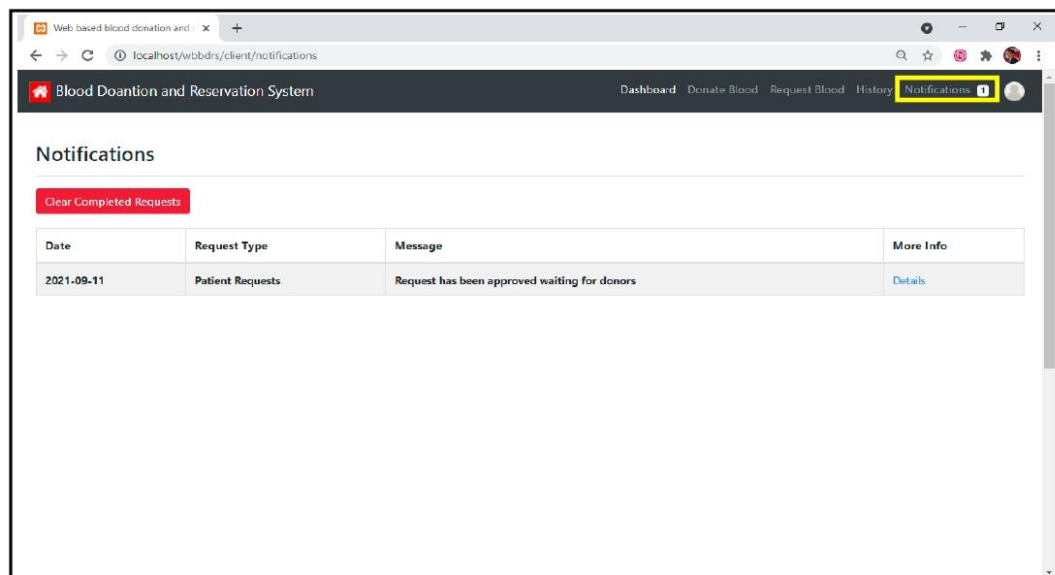 Web based blood donation and
localhost/wbbdrs/client/notifications
Blood Doantion and Reservation System Dashboard Donate Blood Request Blood History Notifications 1
Notifications
Clear Completed Requests
Date Request Type Message More Info
2021-09-11 Patient Requests Request has been approved waiting for donors Details